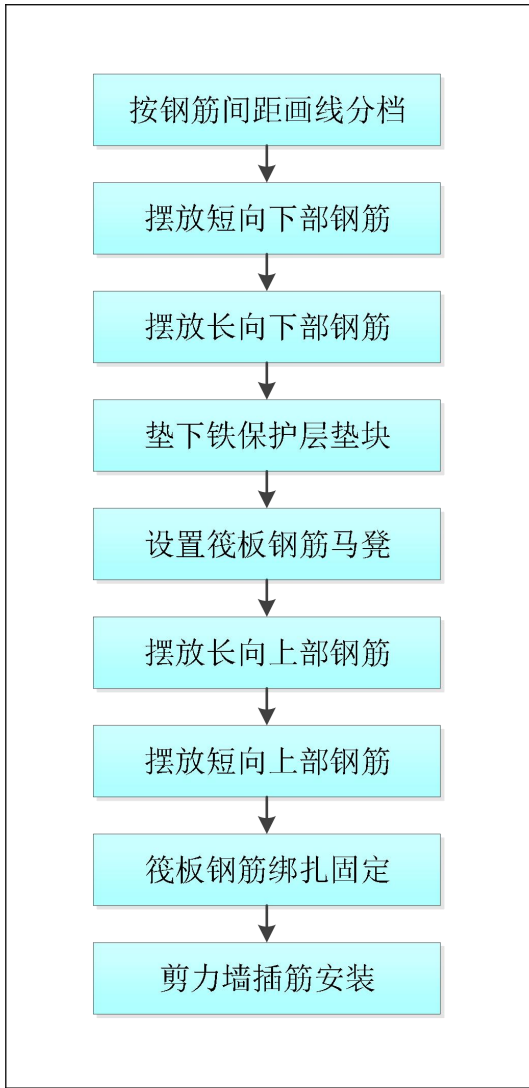 按钢筋间距画线分档
摆放短向下部钢筋
摆放长向下部钢筋
垫下铁保护层垫块
设置筏板钢筋马凳
摆放长向上部钢筋
摆放短向上部钢筋
筏板钢筋绑扎固定
剪力墙插筋安装